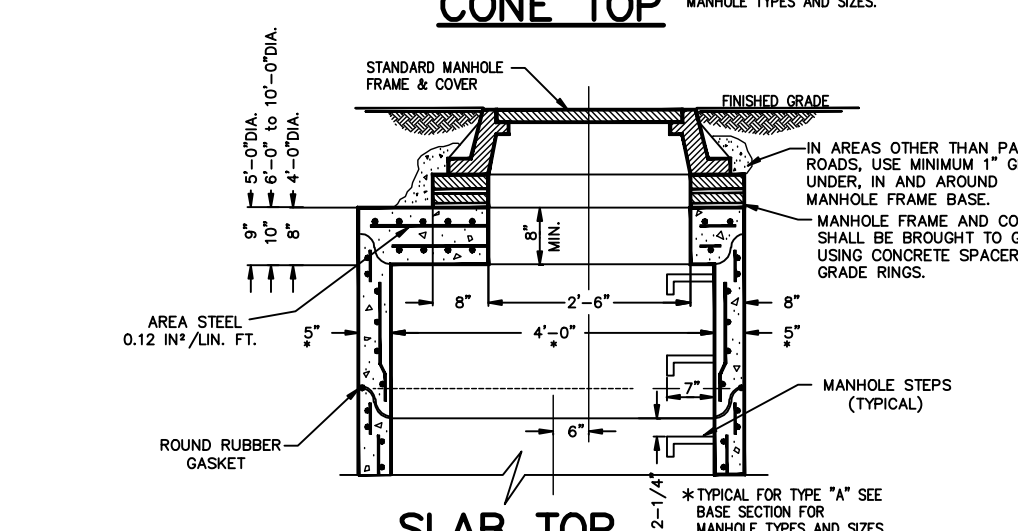 CONE TOP
MANHOLE TYPES AND SIZES.
STANDARD MANHOLE
FRAME & COVER
FINISHED GRADE
5'-0"DIA.
6'-0" to 10'-0"DIA.
4'-0"DIA.
9"
10"
8"
IN AREAS OTHER THAN PA
ROADS, USE MINIMUM 1" G
UNDER, IN AND AROUND
MANHOLE FRAME BASE.
MANHOLE FRAME AND CO
SHALL BE BROUGHT TO G
USING CONCRETE SPACER
GRADE RINGS.
8"
MIN.
8"
2'-6"
8"
AREA STEEL
0.12 IN²/LIN. FT.
5"
*
4'-0"
*
5"
*
7"
MANHOLE STEPS
(TYPICAL)
ROUND RUBBER
GASKET
6"
2-1/4"
* TYPICAL FOR TYPE "A" SEE
BASE SECTION FOR
MANHOLE TYPES AND SIZES
SLAB TOP